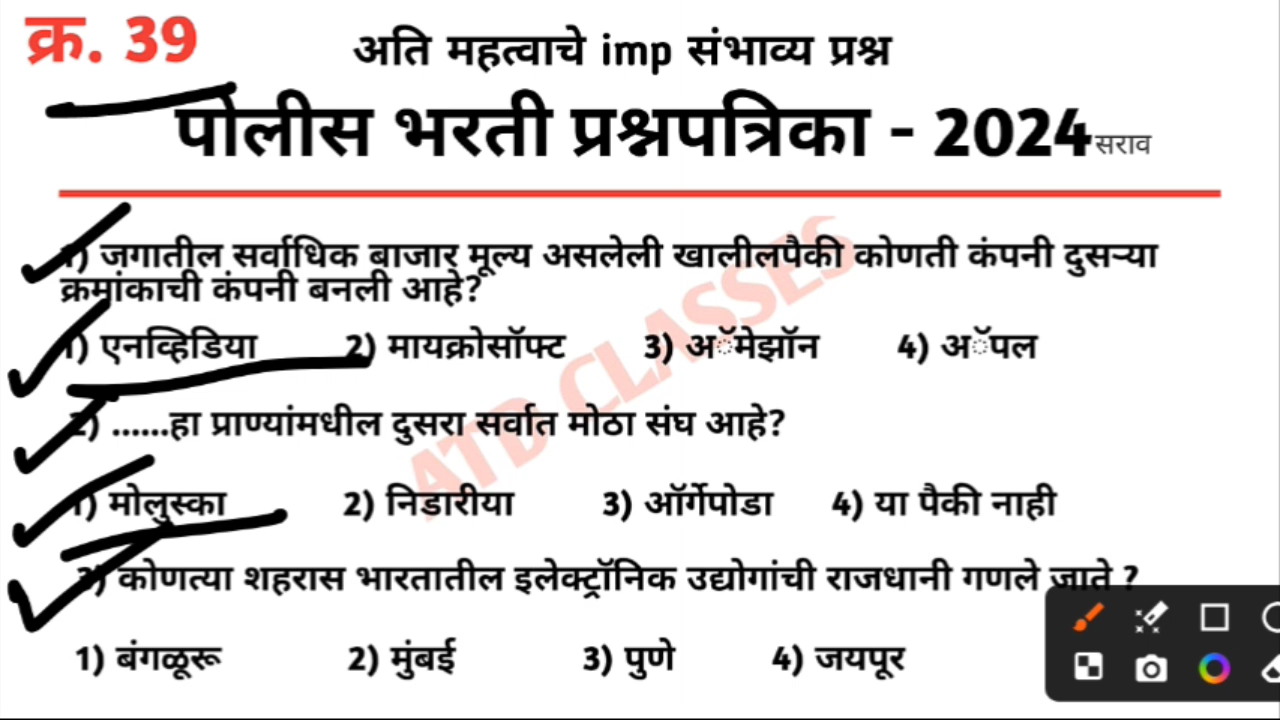 क्र. 39
अति महत्वाचे imp संभाव्य प्रश्न
पोलीस भरती प्रश्नपत्रिका - 2024 सराव
1) जगातील सर्वाधिक बाजार मूल्य असलेली खालीलपैकी कोणती कंपनी दुसऱ्या
क्रमांकाची कंपनी बनली आहे?
1) एनव्हिडिया 2) मायक्रोसॉफ्ट 3) अॅमेझॉन 4) अॅपल
2) ......हा प्राण्यांमधील दुसरा सर्वात मोठा संघ आहे?
1) मोलुस्का 2) निडारीया 3) ऑर्गेपोडा 4) या पैकी नाही
3) कोणत्या शहरास भारतातील इलेक्ट्रॉनिक उद्योगांची राजधानी गणले जाते ?
1) बंगळूरू 2) मुंबई 3) पुणे 4) जयपूर
ATD CLASSES